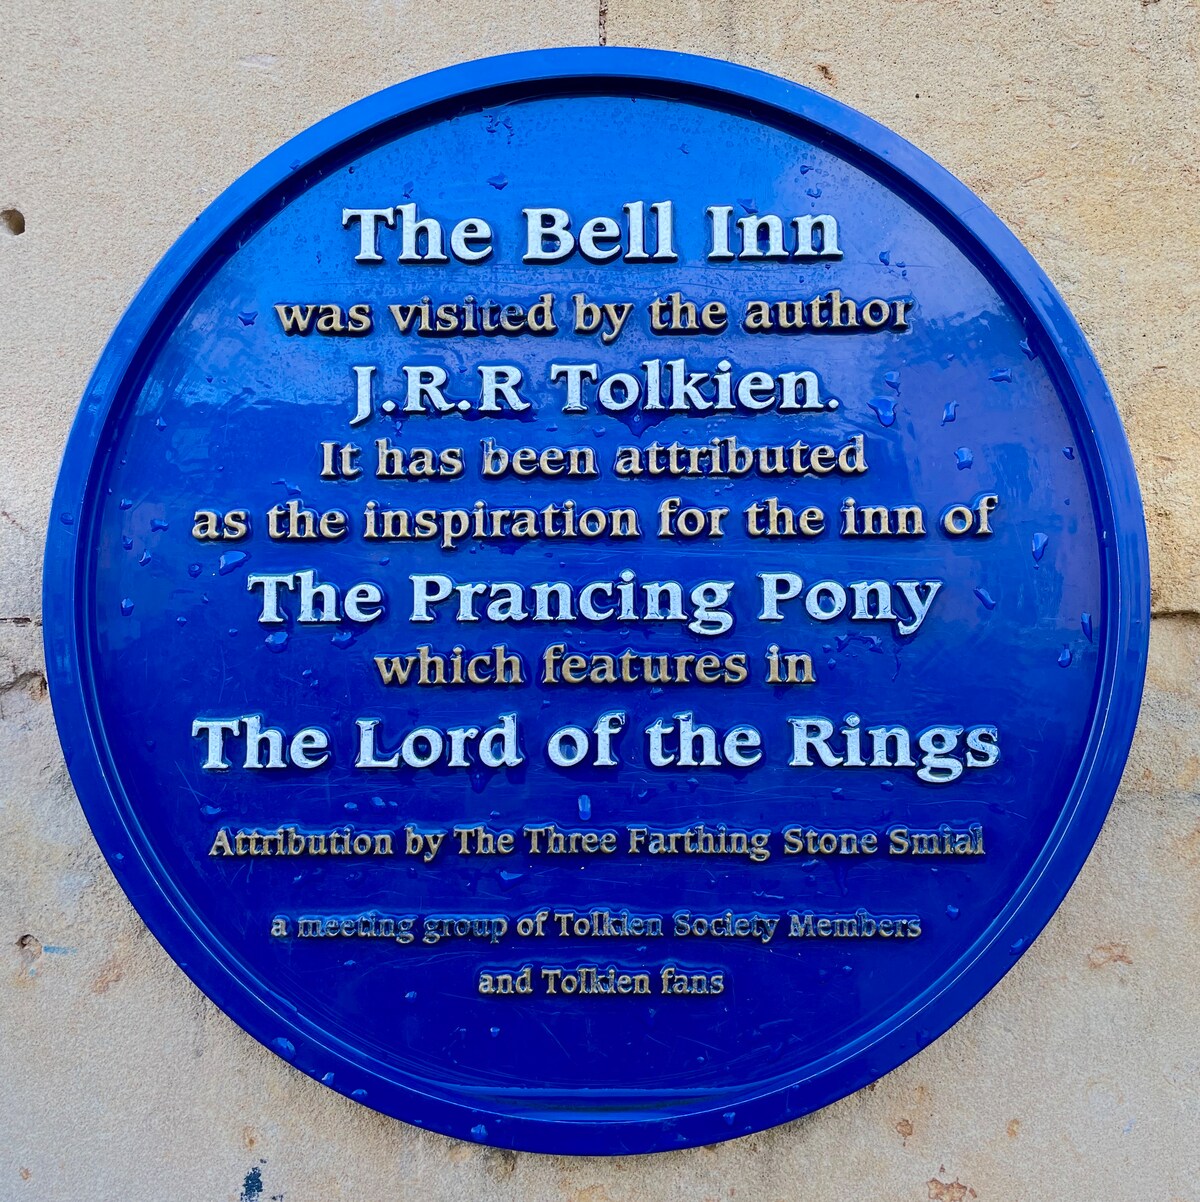 The Bell Inn
was visited by the author
J.R.R Tolkien.
It has been attributed
as the inspiration for the inn of
The Prancing Pony
which features in
The Lord of the Rings
Attribution by The Three Farthing Stone Smial
a meeting group of Tolkien Society Members
and Tolkien fans